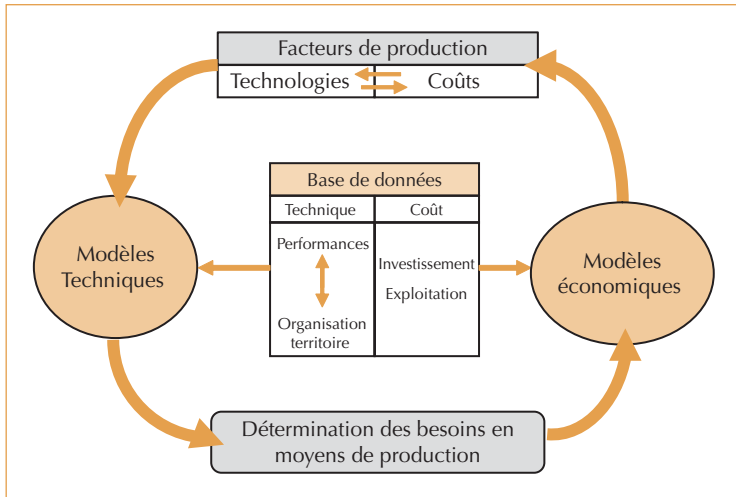 Facteurs de production
Technologies
Coûts
Base de données
Technique
Coût
Performances
Organisation
territoire
Investissement
Exploitation
Modèles
Techniques
Modèles
économiques
Détermination des besoins en
moyens de production